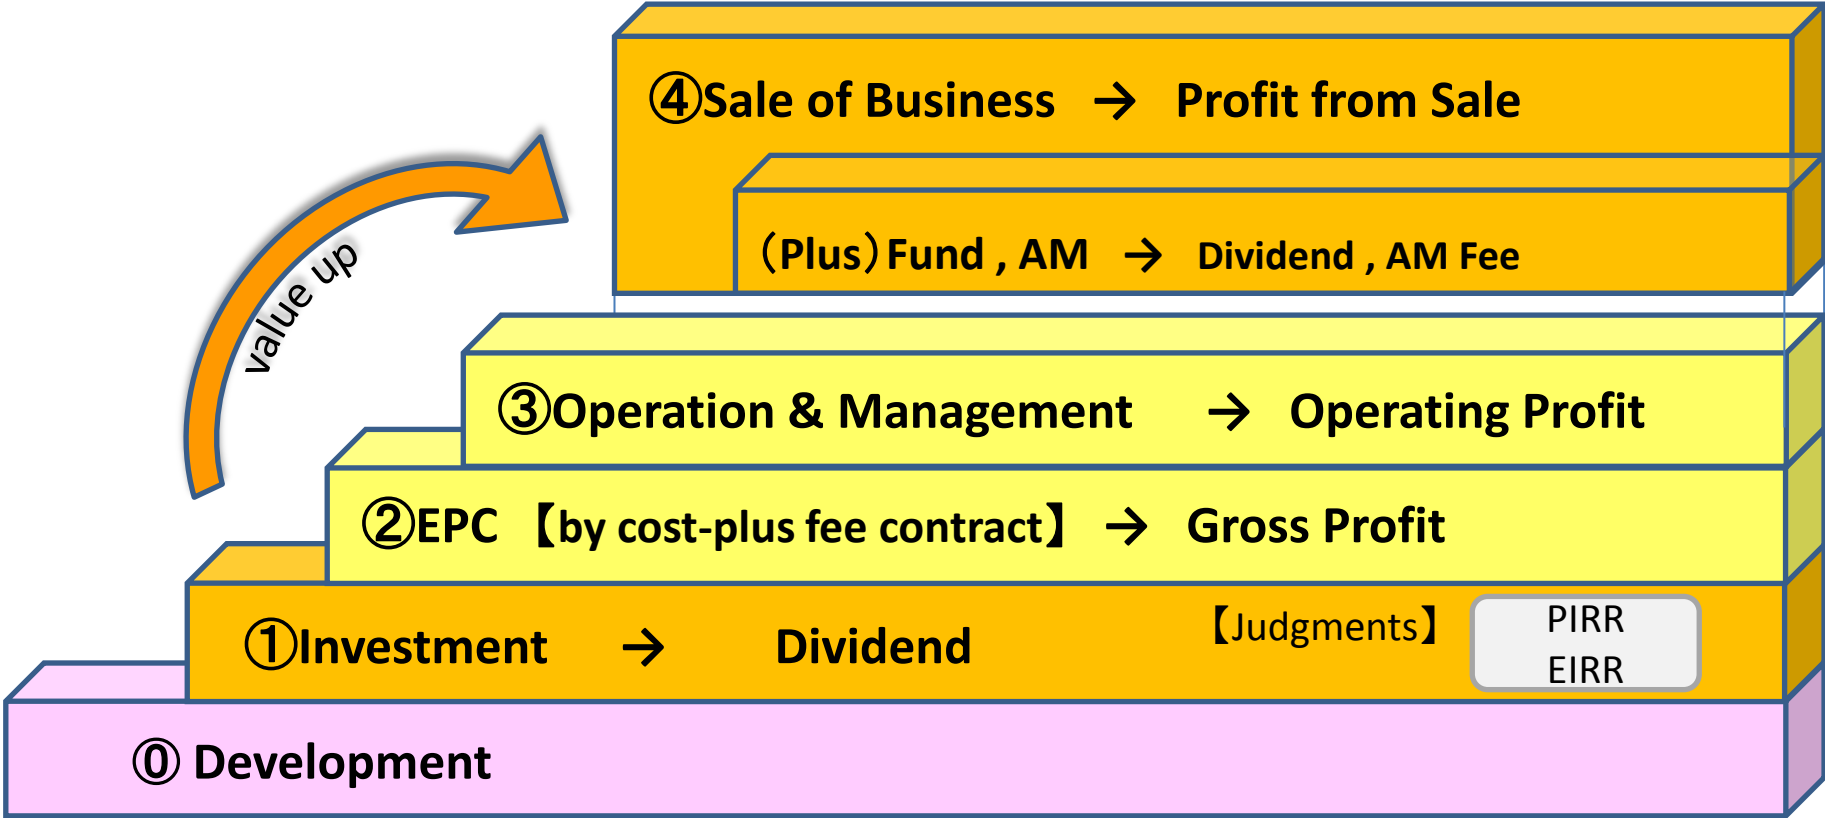 ④Sale of Business → Profit from Sale
（Plus）Fund , AM → Dividend , AM Fee
value up
③Operation & Management → Operating Profit
②EPC 【by cost-plus fee contract】 → Gross Profit
①Investment → Dividend 【Judgments】
PIRR
EIRR
⓪ Development